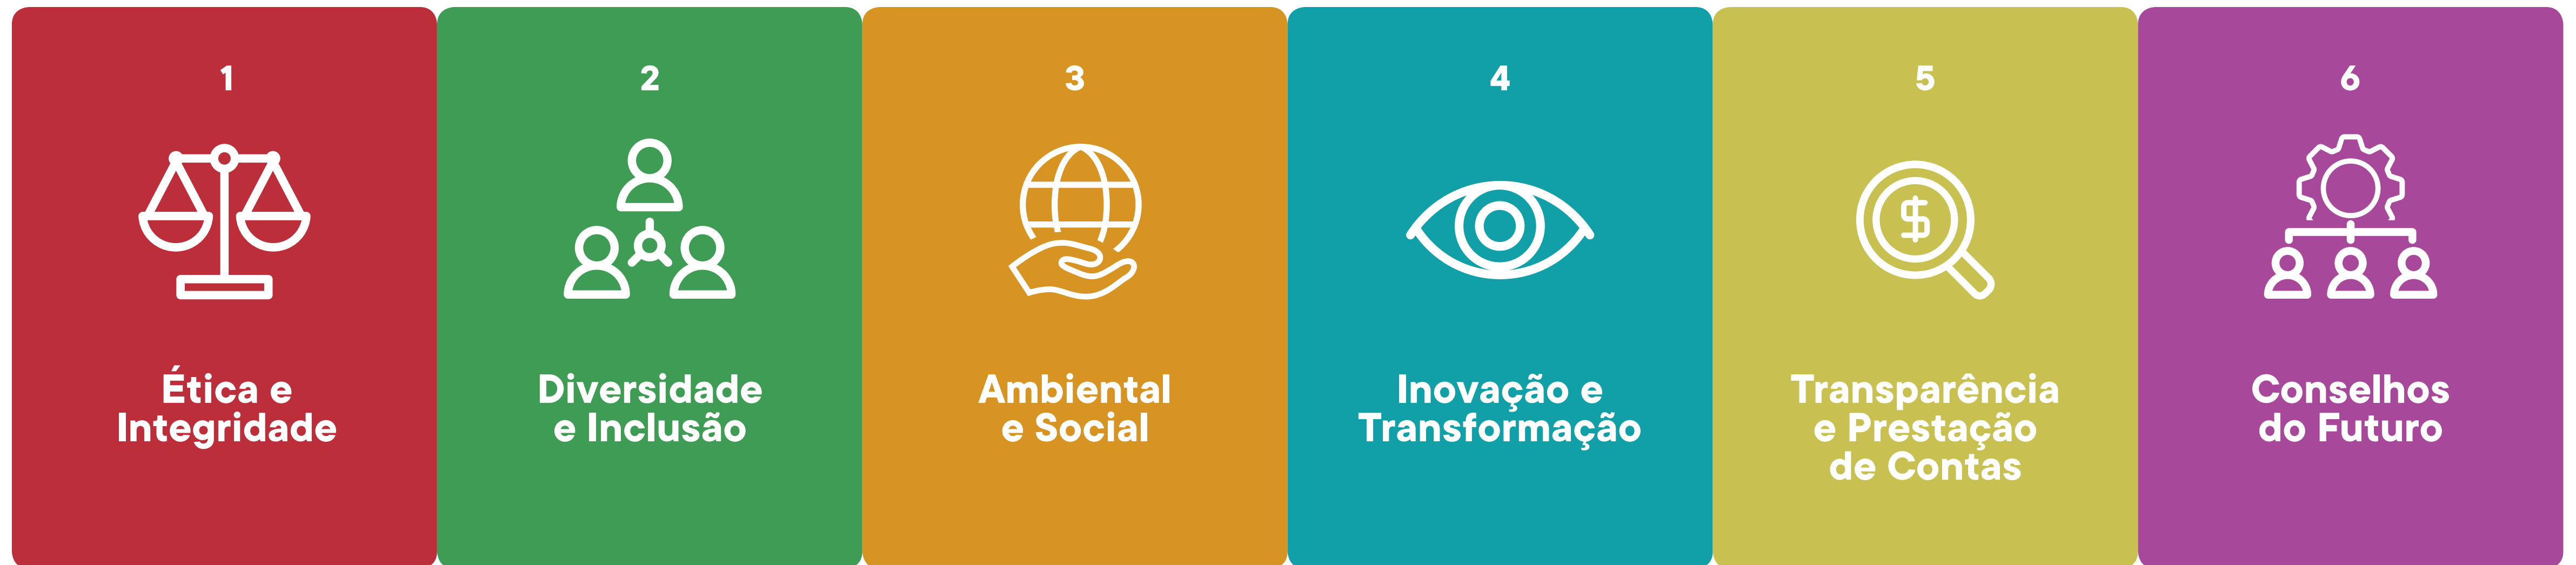 1
Ética e
Integridade
2
Diversidade
e Inclusão
3
Ambiental
e Social
4
Inovação e
Transformação
5
$
Transparência
e Prestação
de Contas
6
Conselhos
do Futuro